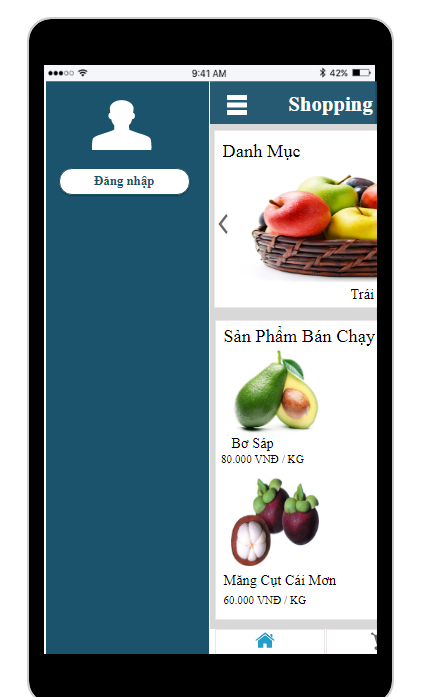 9:41 AM
42%
Đăng nhập
Shopping
Danh Mục
Trái
Sản Phẩm Bán Chạy
Bơ Sáp
80.000 VNĐ / KG
Măng Cụt Cái Mơn
60.000 VNĐ / KG